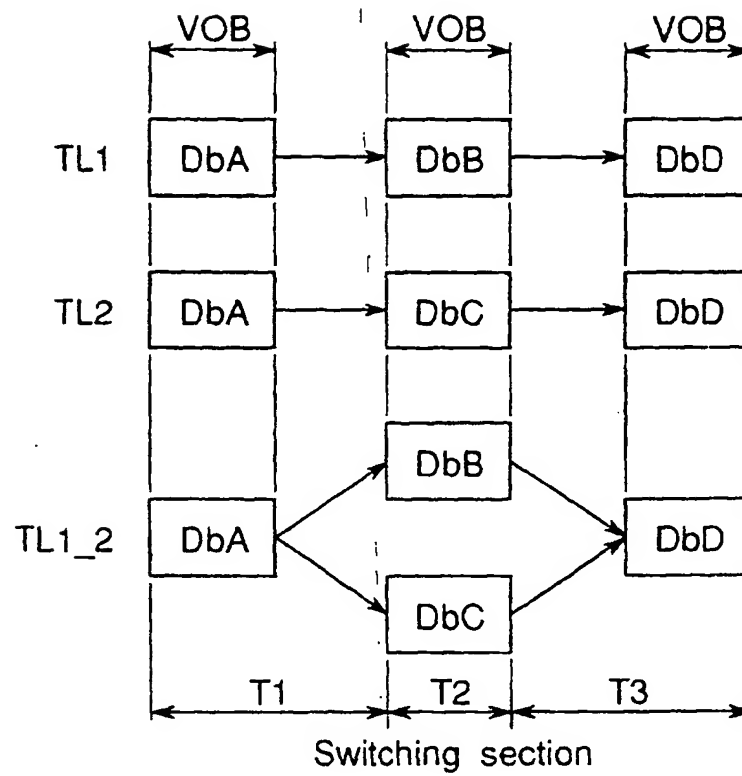 VOB VOB VOB
TL1 DbA DbB DbD
TL2 DbA DbC DbD
DbB
TL1_2 DbA DbD
DbC
T1 T2 T3
Switching section